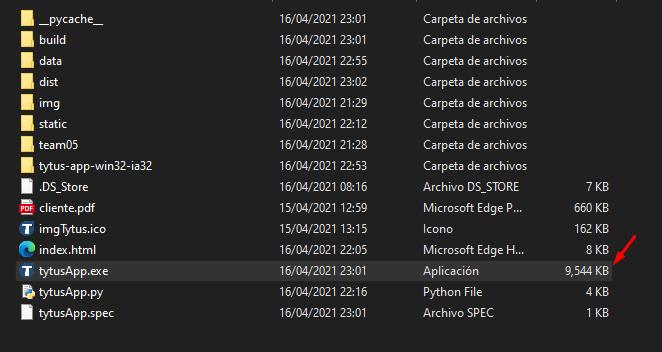 __pycache__ 16/04/2021 23:01 Carpeta de archivos
build 16/04/2021 23:01 Carpeta de archivos
data 16/04/2021 22:55 Carpeta de archivos
dist 16/04/2021 23:02 Carpeta de archivos
img 16/04/2021 21:29 Carpeta de archivos
static 16/04/2021 22:12 Carpeta de archivos
team05 16/04/2021 21:28 Carpeta de archivos
tytus-app-win32-ia32 16/04/2021 22:53 Carpeta de archivos
.DS_Store 16/04/2021 08:16 Archivo DS_STORE 7 KB
PDF cliente.pdf 15/04/2021 12:59 Microsoft Edge P... 660 KB
T imgTytus.ico 15/04/2021 13:15 Icono 162 KB
index.html 16/04/2021 22:05 Microsoft Edge H... 8 KB
T tytusApp.exe 16/04/2021 23:01 Aplicación 9,544 KB
tytusApp.py 16/04/2021 22:16 Python File 4 KB
tytusApp.spec 16/04/2021 23:01 Archivo SPEC 1 KB